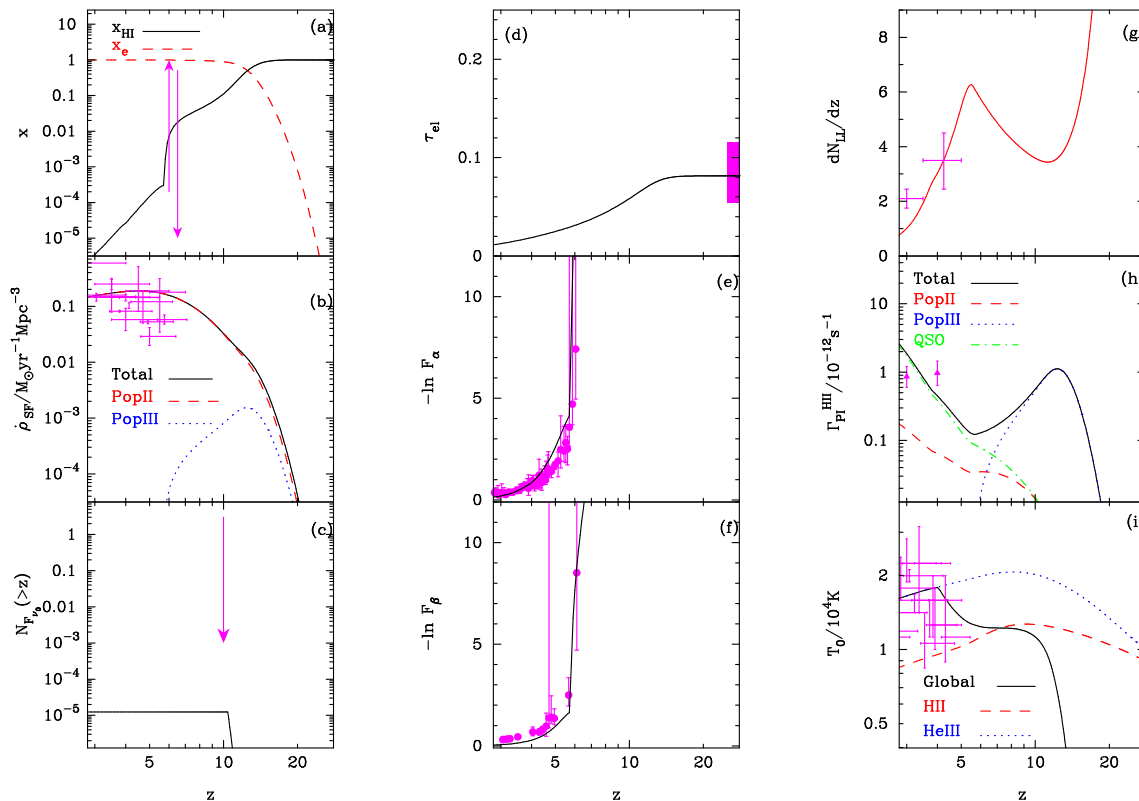 (a)
x_HI
x_e
10
1
0.1
0.01
10^-3
10^-4
10^-5
x
(b)
0.1
0.01
10^-3
10^-4
ρ̇_SF/M_⊙yr^-1Mpc^-3
Total
PopII
PopIII
(c)
1
0.1
0.01
10^-3
10^-4
10^-5
N_Fν0(>z)
5
10
20
z
(d)
0.2
0.1
0
τ_el
(e)
10
5
0
-ln F_α
(f)
10
5
0
-ln F_β
5
10
20
z
(g)
8
6
4
2
0
dN_LL/dz
(h
Total
PopII
PopIII
QSO
10
1
0.1
Γ_PI^HII/10^-12s^-1
(i
2
1
0.5
T_0/10^4K
Global
HII
HeIII
5
10
20
z